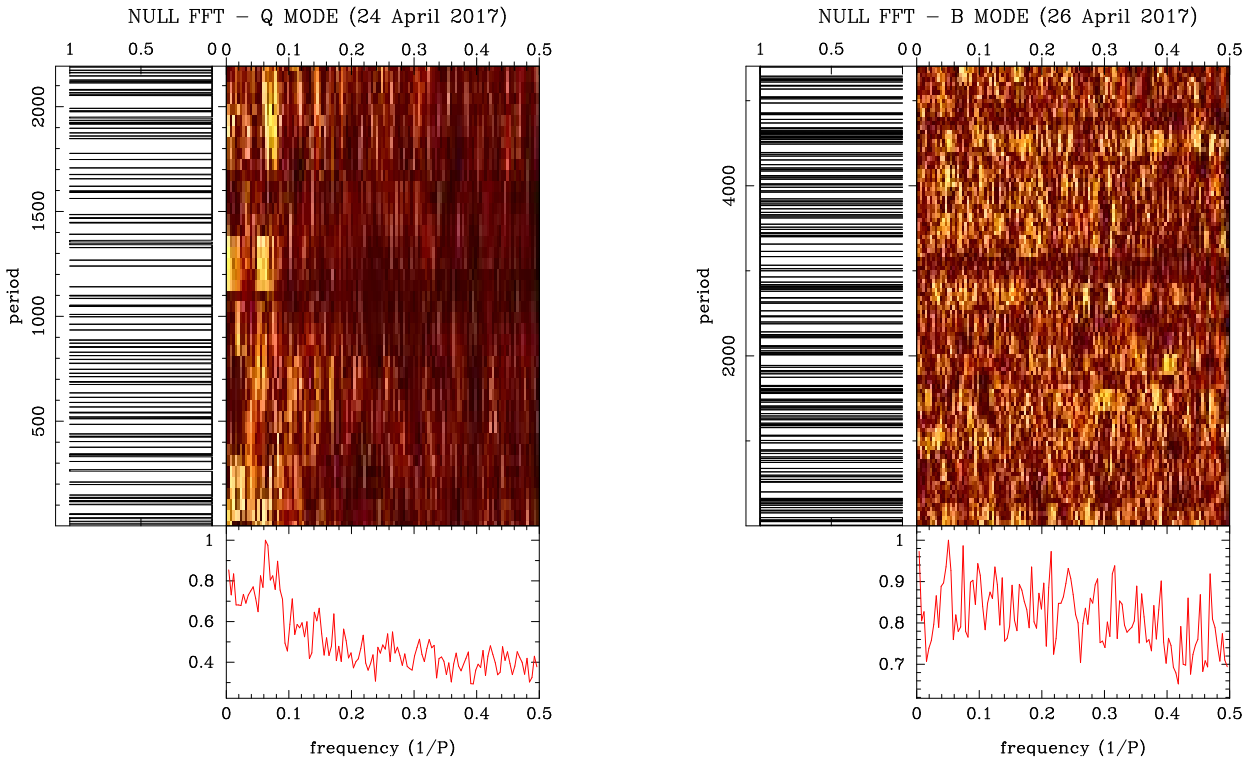 NULL FFT – Q MODE (24 April 2017)
1 0.5 0 0 0.1 0.2 0.3 0.4 0.5
period
2000
1500
1000
500
1
0.8
0.6
0.4
0 0.1 0.2 0.3 0.4 0.5
frequency (1/P)
NULL FFT – B MODE (26 April 2017)
1 0.5 0 0 0.1 0.2 0.3 0.4 0.5
period
4000
2000
1
0.9
0.8
0.7
0 0.1 0.2 0.3 0.4 0.5
frequency (1/P)